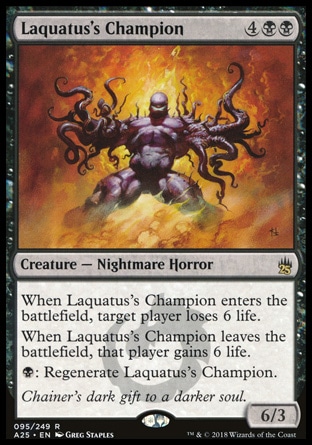 Laquatus's Champion 4
Creature — Nightmare Horror
When Laquatus's Champion enters the
battlefield, target player loses 6 life.
When Laquatus's Champion leaves the
battlefield, that player gains 6 life.
: Regenerate Laquatus's Champion.
Chainer's dark gift to a darker soul.
6/3
095/249 R
A25 • EN Greg Staples
™ & © 2018 Wizards of the Coast